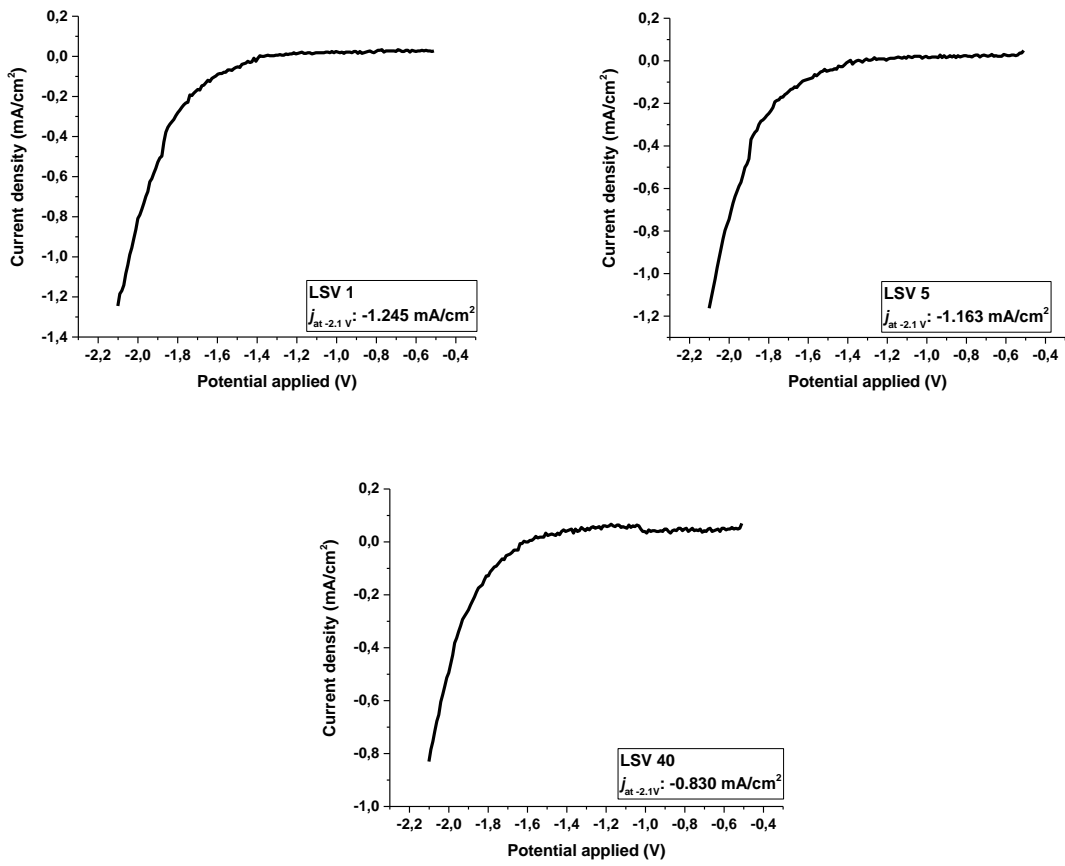 0,2
0,0
-0,2
-0,4
-0,6
-0,8
-1,0
-1,2
-1,4
Current density (mA/cm²)
LSV 1
j at -2.1 V: -1.245 mA/cm²
-2,2 -2,0 -1,8 -1,6 -1,4 -1,2 -1,0 -0,8 -0,6 -0,4
Potential applied (V)
0,2
0,0
-0,2
-0,4
-0,6
-0,8
-1,0
-1,2
Current density (mA/cm²)
LSV 5
j at -2.1 V: -1.163 mA/cm²
-2,2 -2,0 -1,8 -1,6 -1,4 -1,2 -1,0 -0,8 -0,6 -0,4
Potential applied (V)
0,2
0,0
-0,2
-0,4
-0,6
-0,8
-1,0
Current density (mA/cm²)
LSV 40
j at -2.1V: -0.830 mA/cm²
-2,2 -2,0 -1,8 -1,6 -1,4 -1,2 -1,0 -0,8 -0,6 -0,4
Potential applied (V)